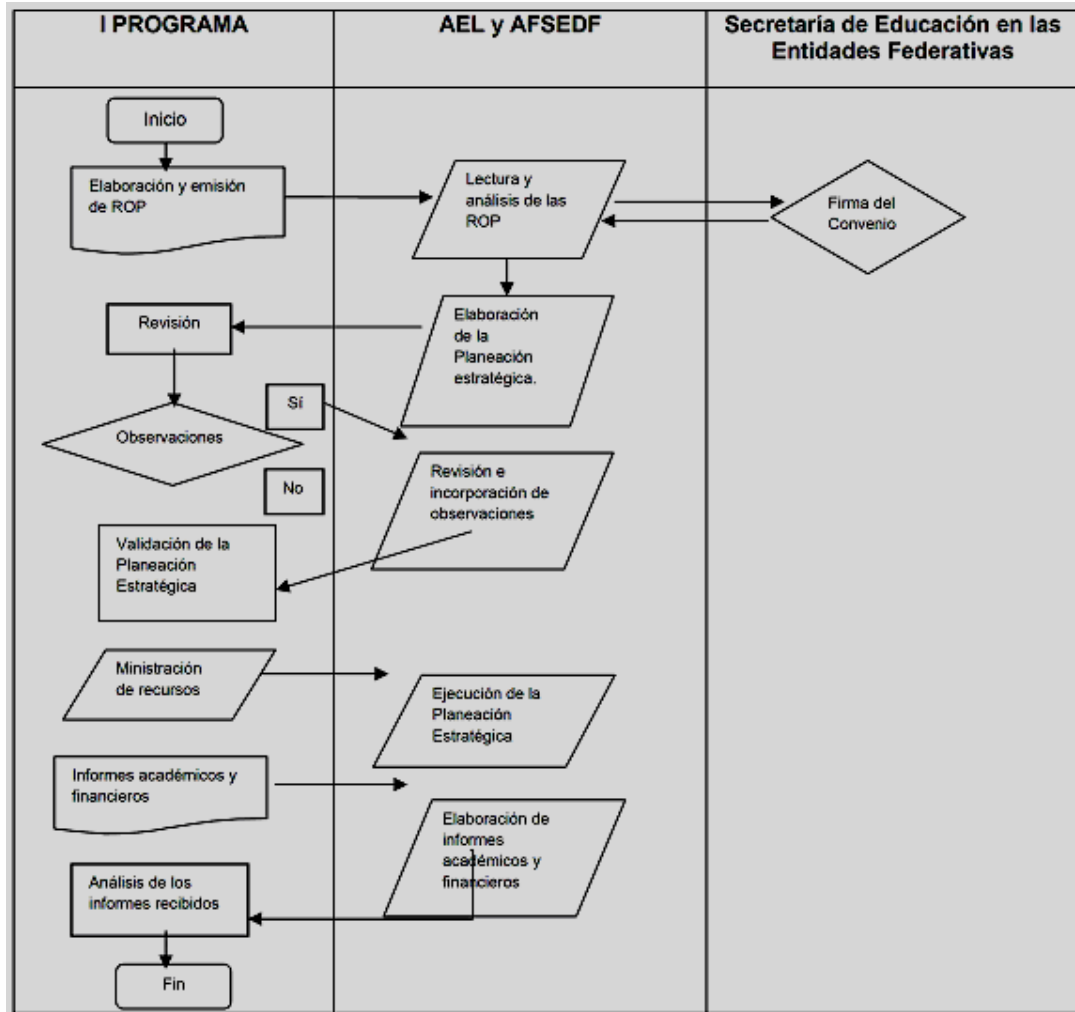 I PROGRAMA
AEL y AFSEDF
Secretaría de Educación en las
Entidades Federativas
Inicio
Elaboración y emisión
de ROP
Lectura y
análisis de las
ROP
Firma del
Convenio
Revisión
Elaboración
de la
Planeación
estratégica.
Sí
Observaciones
No
Revisión e
incorporación de
observaciones
Validación de la
Planeación
Estratégica
Ministración
de recursos
Ejecución de la
Planeación
Estratégica
Informes académicos y
financieros
Elaboración de
informes
académicos y
financieros
Análisis de los
informes recibidos
Fin